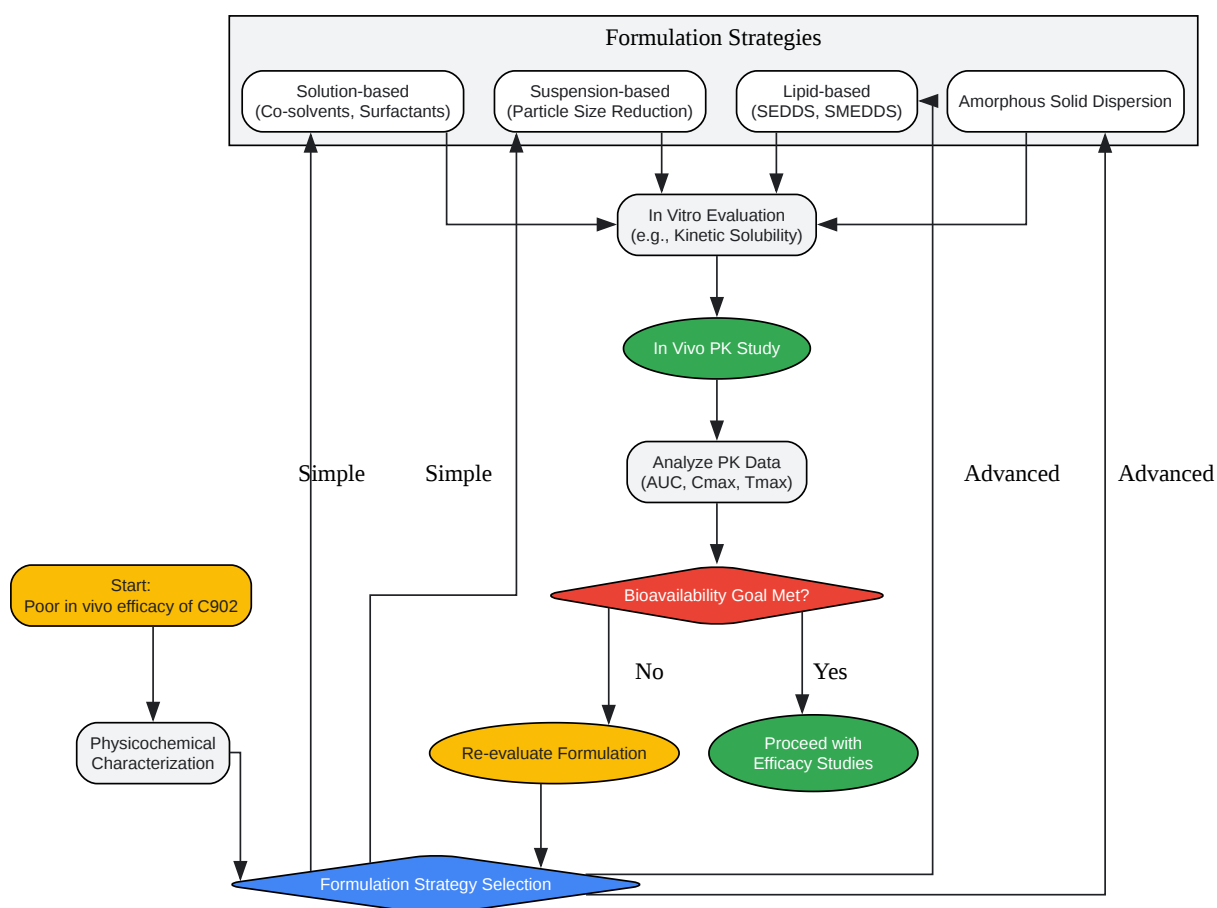 Formulation Strategies
Solution-based
(Co-solvents, Surfactants)
Suspension-based
(Particle Size Reduction)
Lipid-based
(SEDDS, SMEDDS)
Amorphous Solid Dispersion
In Vitro Evaluation
(e.g., Kinetic Solubility)
In Vivo PK Study
Analyze PK Data
(AUC, Cmax, Tmax)
Simple
Simple
Advanced
Advanced
Start:
Poor in vivo efficacy of C902
Bioavailability Goal Met?
No
Yes
Physicochemical
Characterization
Re-evaluate Formulation
Proceed with
Efficacy Studies
Formulation Strategy Selection